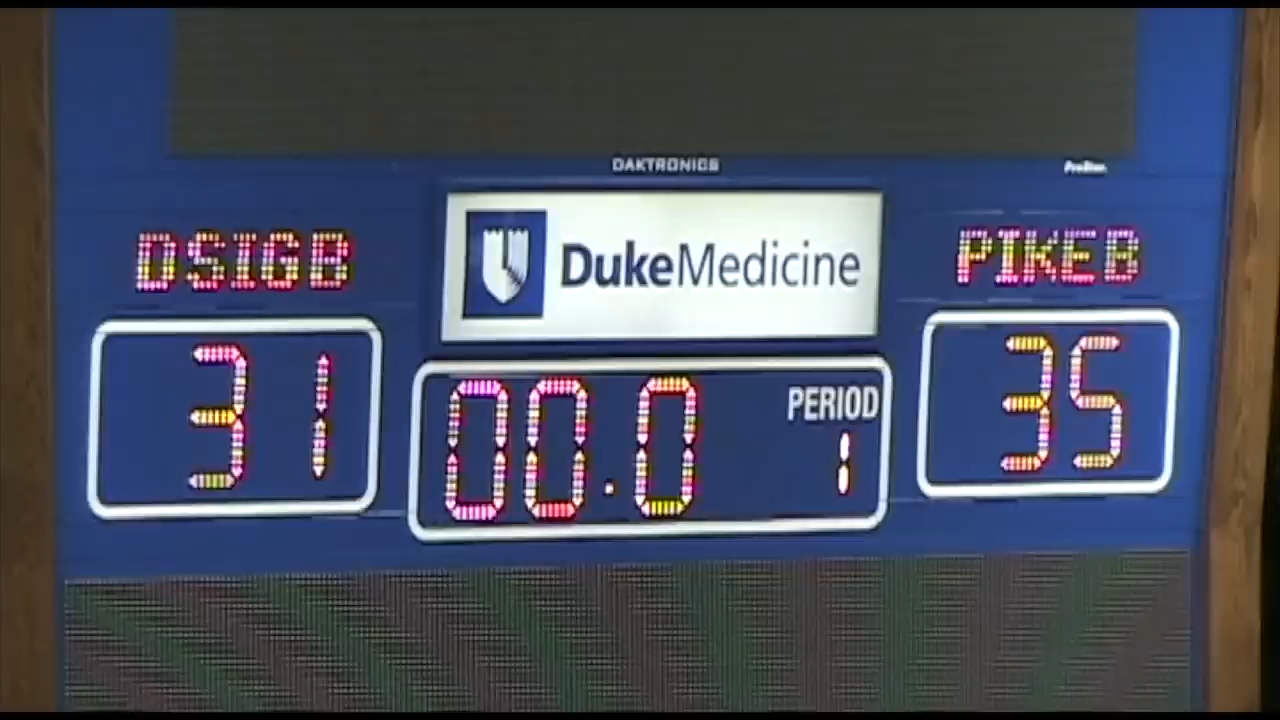 DAKTRONICS
ProStar
DSIGB
DukeMedicine
PIKEB
31
00.0
PERIOD
1
35